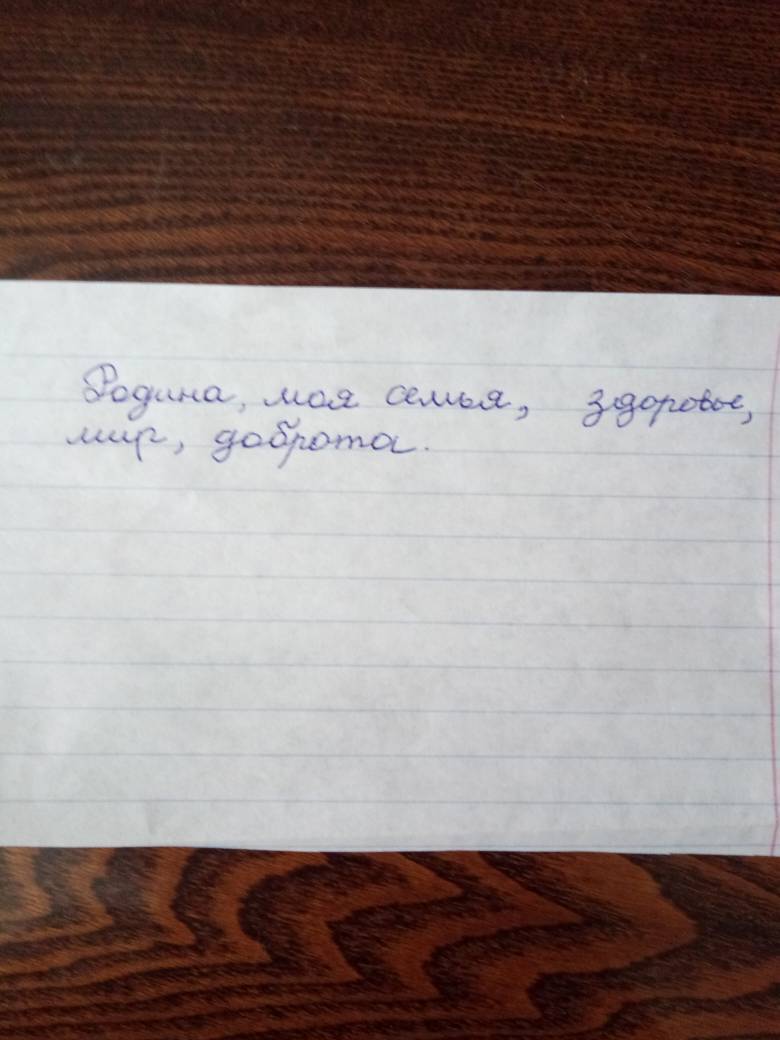 Родина, моя семья, здоровье,
мир, доброта.